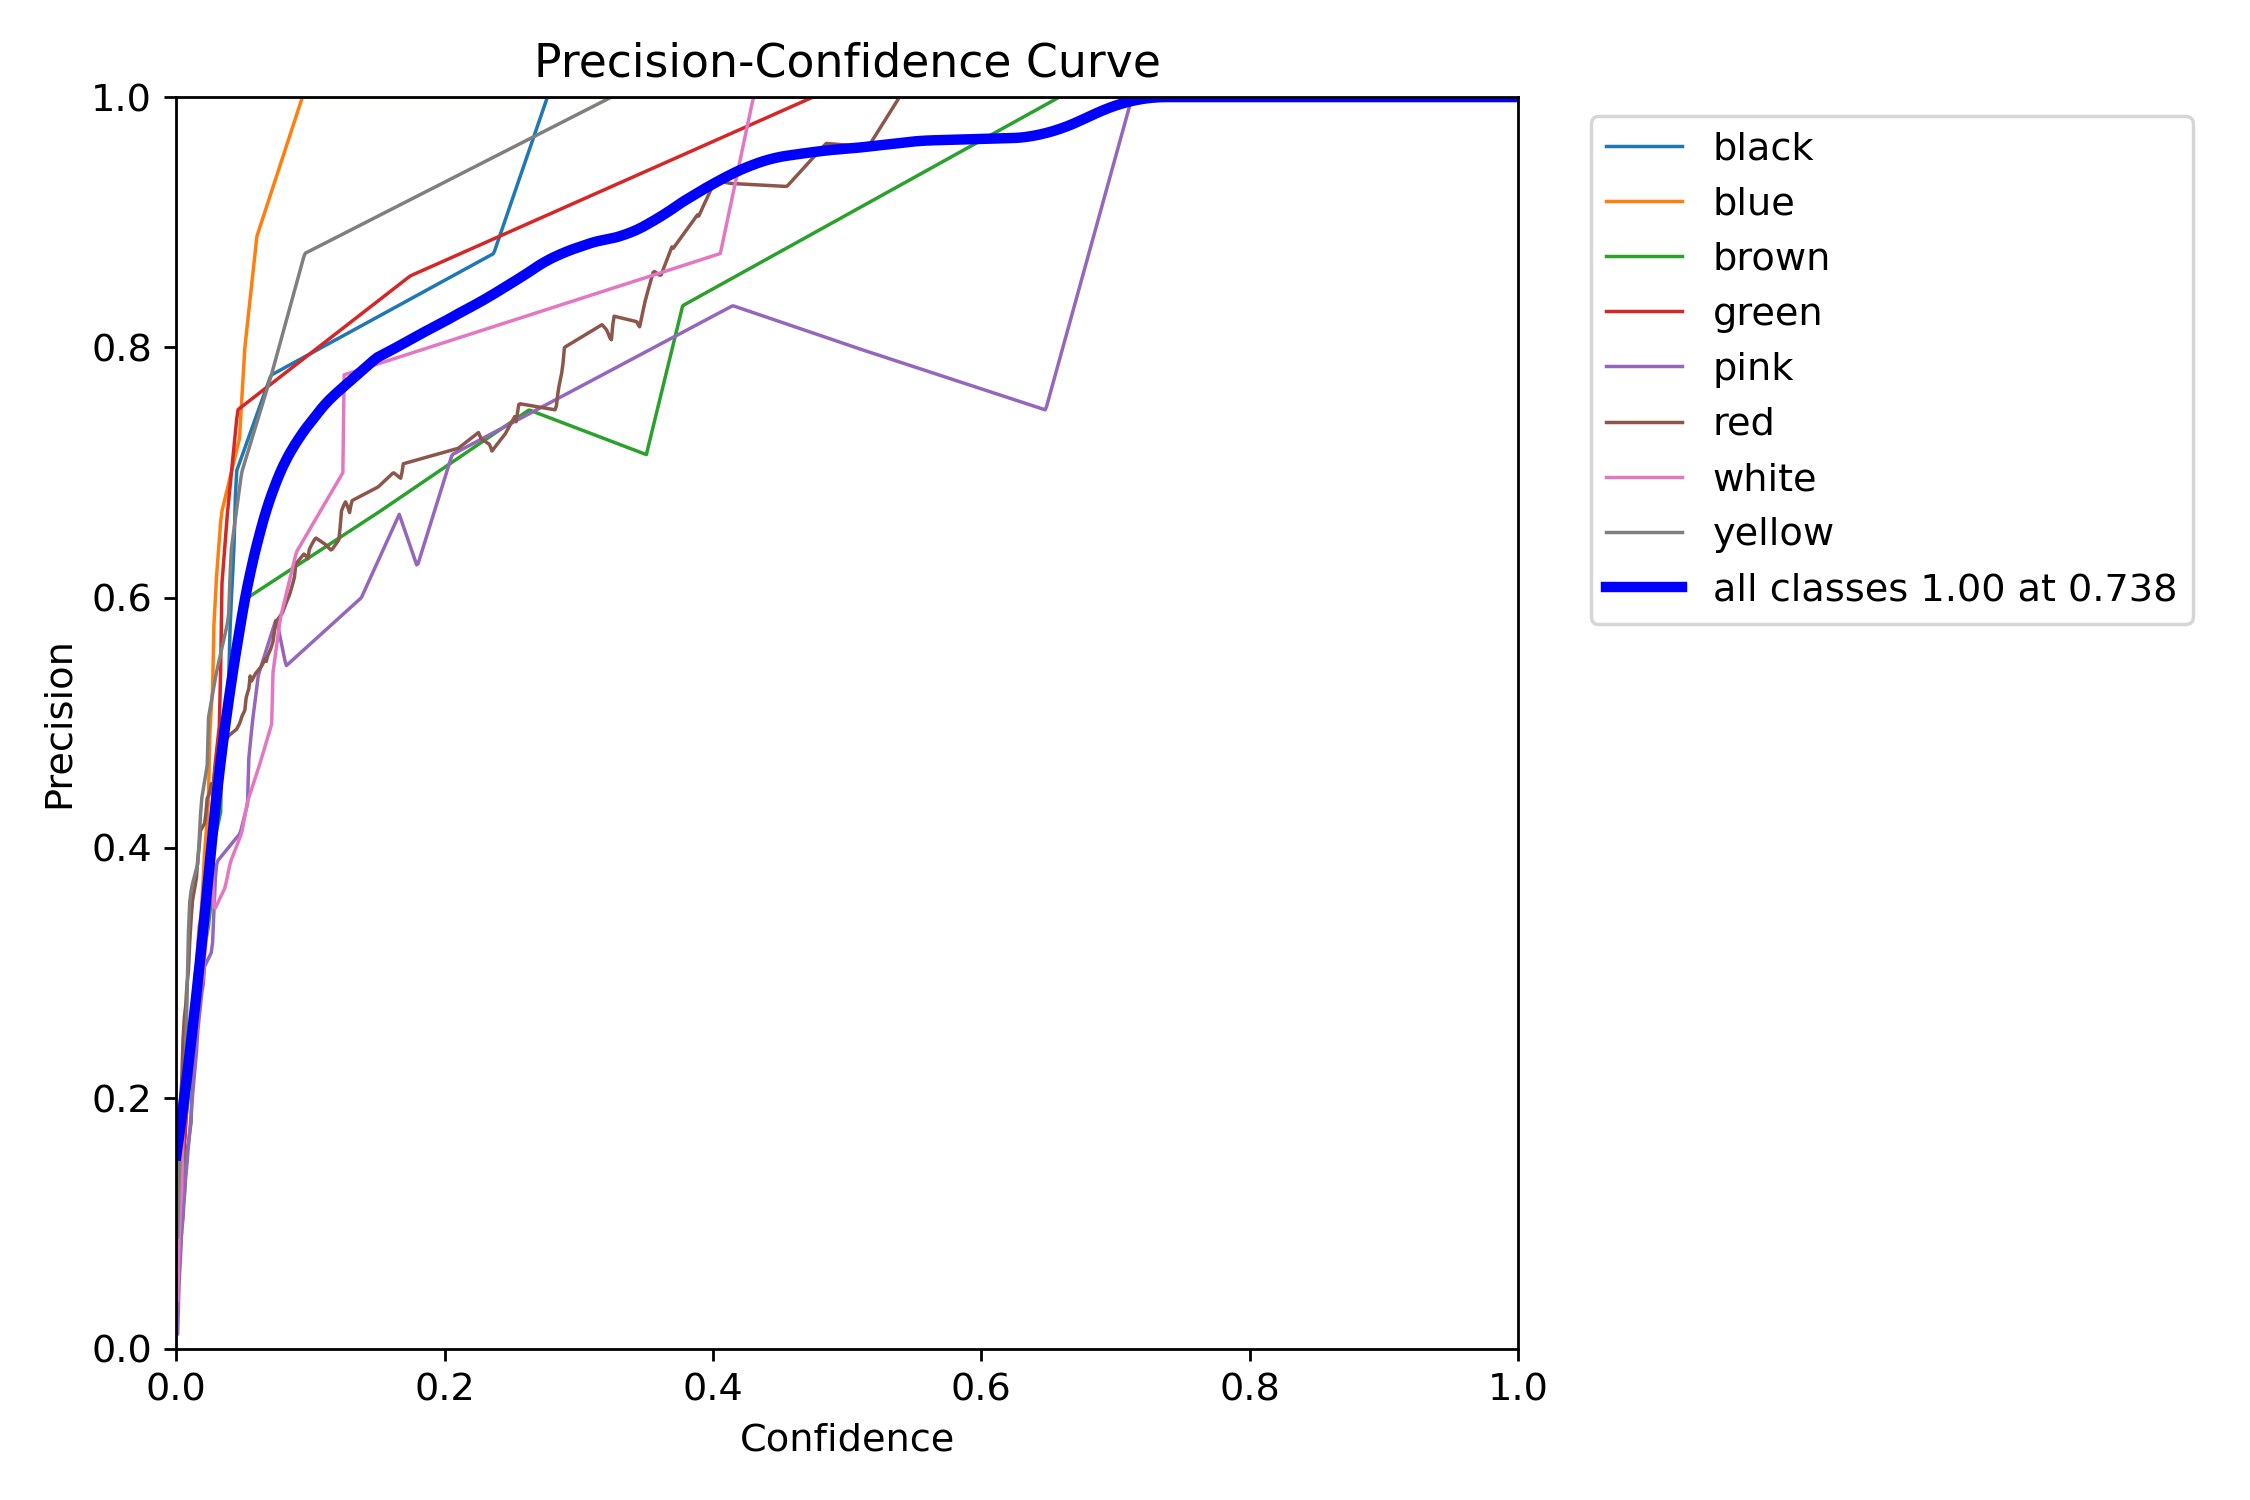 Precision-Confidence Curve
1.0
0.8
0.6
0.4
0.2
0.0
Precision
0.0 0.2 0.4 0.6 0.8 1.0
Confidence
black
blue
brown
green
pink
red
white
yellow
all classes 1.00 at 0.738